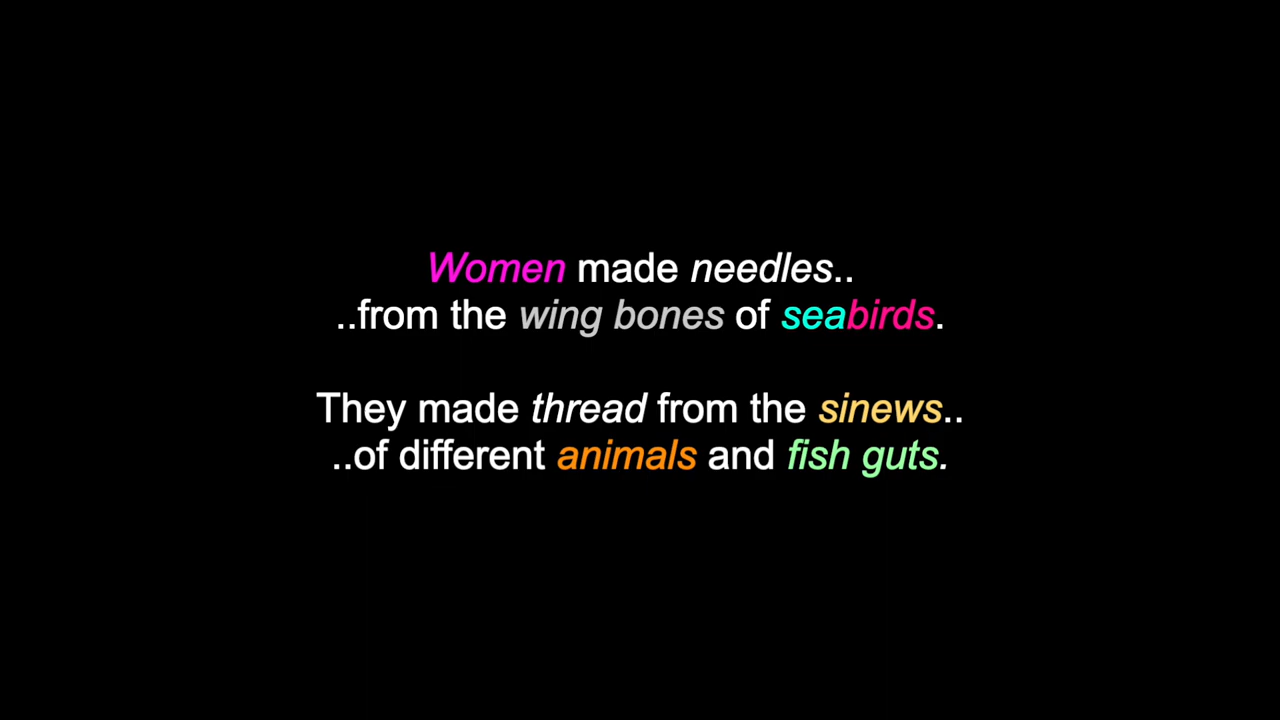 Women made needles..
..from the wing bones of seabirds.
They made thread from the sinews..
..of different animals and fish guts.